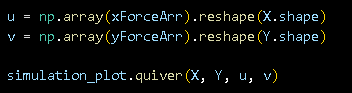 u = np.array(xForceArr).reshape(X.shape)
v = np.array(yForceArr).reshape(Y.shape)
simulation_plot.quiver(X, Y, u, v)